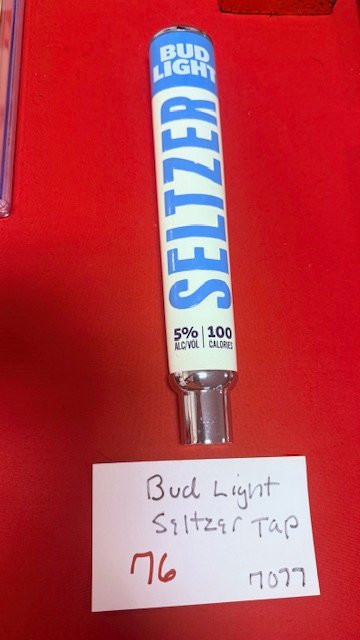 BUD
LIGHT
SELTZER
5% | 100
ALC/VOL | CALORIES
Bud Light
Seltzer Tap
76
7077